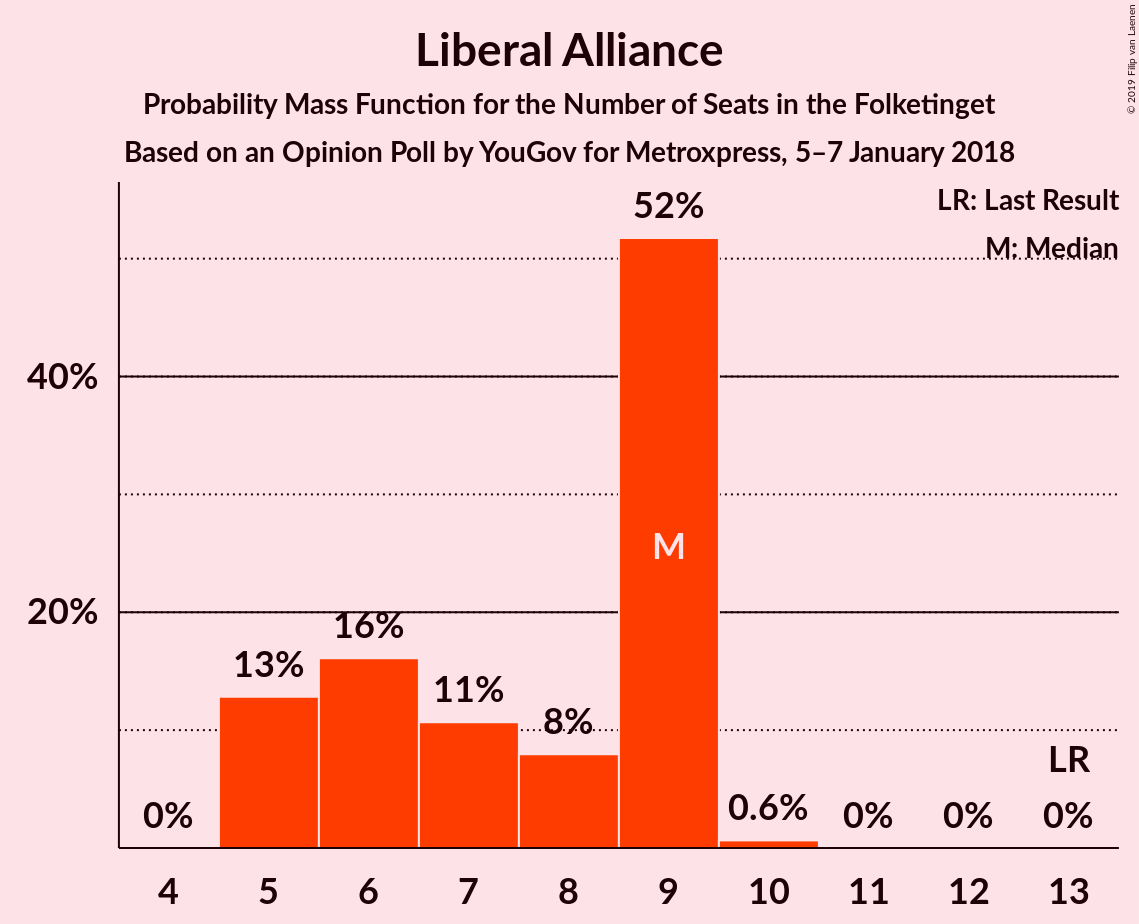 Liberal Alliance
Probability Mass Function for the Number of Seats in the Folketinget
Based on an Opinion Poll by YouGov for Metroxpress, 5–7 January 2018
© 2019 Filip van Laenen
LR: Last Result
M: Median
52%
40%
M
20%
16%
13%
11%
8%
LR
0%
0.6%
0%
0%
0%
4 5 6 7 8 9 10 11 12 13